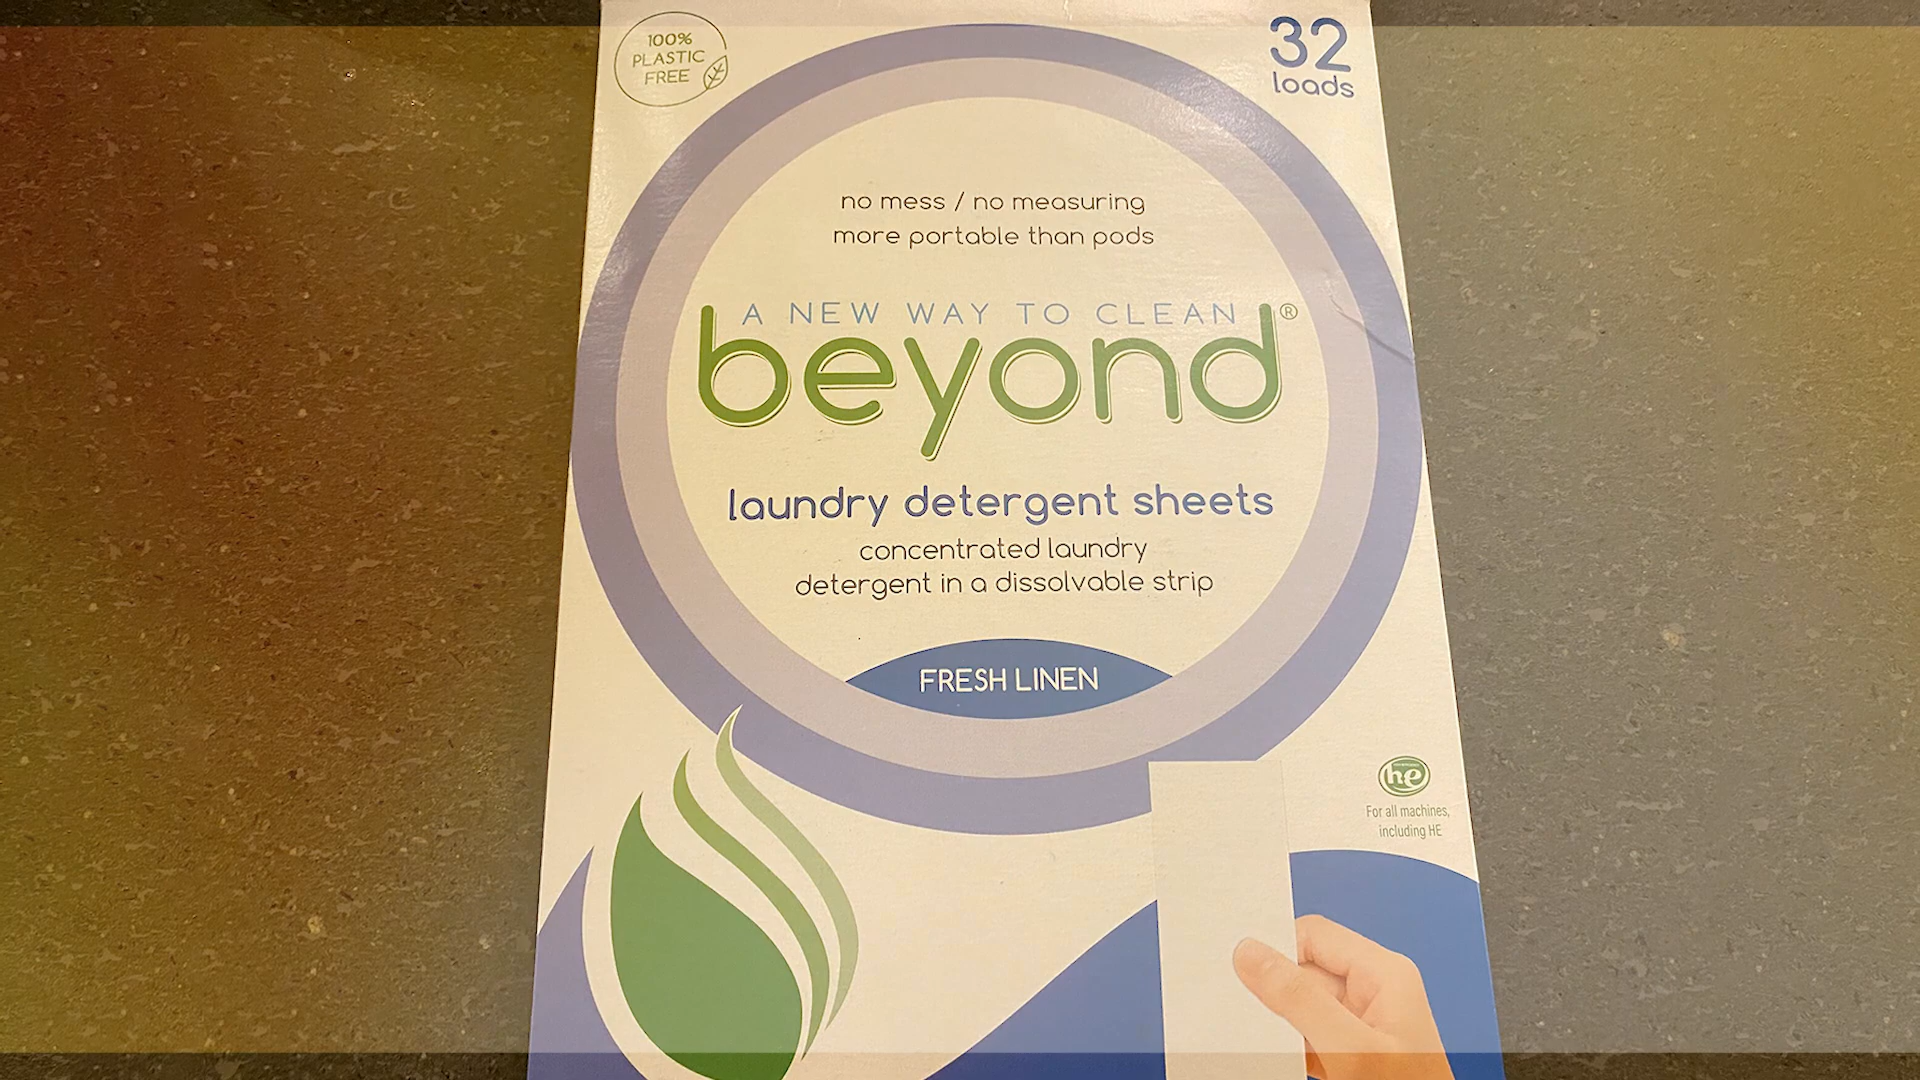 100%
PLASTIC
FREE
32
loads
no mess / no measuring
more portable than pods
A NEW WAY TO CLEAN
beyond®
laundry detergent sheets
concentrated laundry
detergent in a dissolvable strip
FRESH LINEN
he
For all machines,
including HE